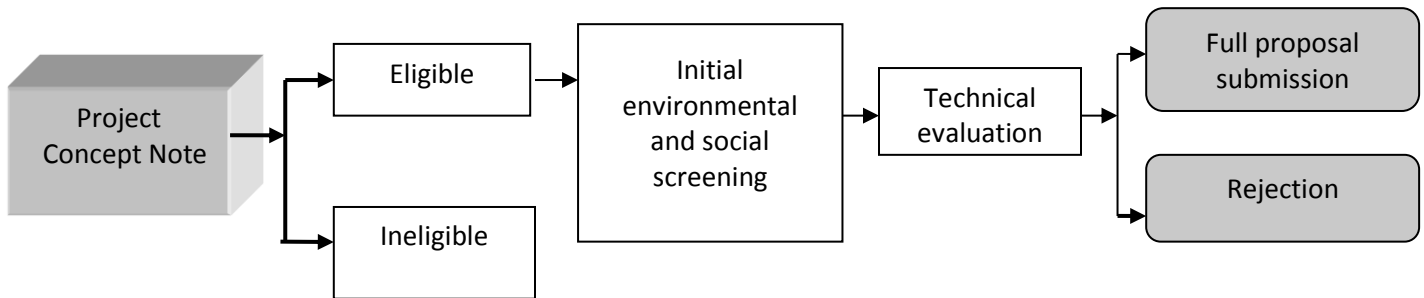 Project
Concept Note
Eligible
Ineligible
Initial
environmental
and social
screening
Technical
evaluation
Full proposal
submission
Rejection